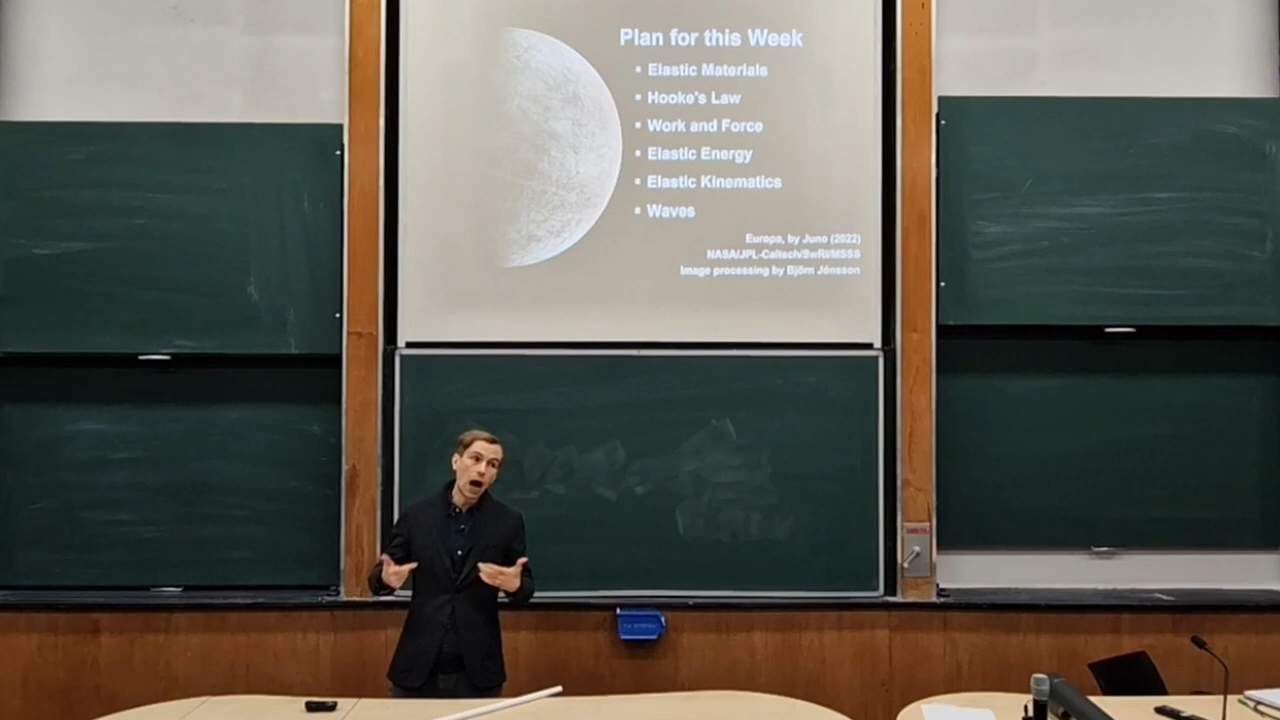 Plan for this Week
• Elastic Materials
• Hooke's Law
• Work and Force
• Elastic Energy
• Elastic Kinematics
• Waves
Europa, by Juno (2022)
NASA/JPL-Caltech/SwRI/MSSS
Image processing by Björn Jónsson